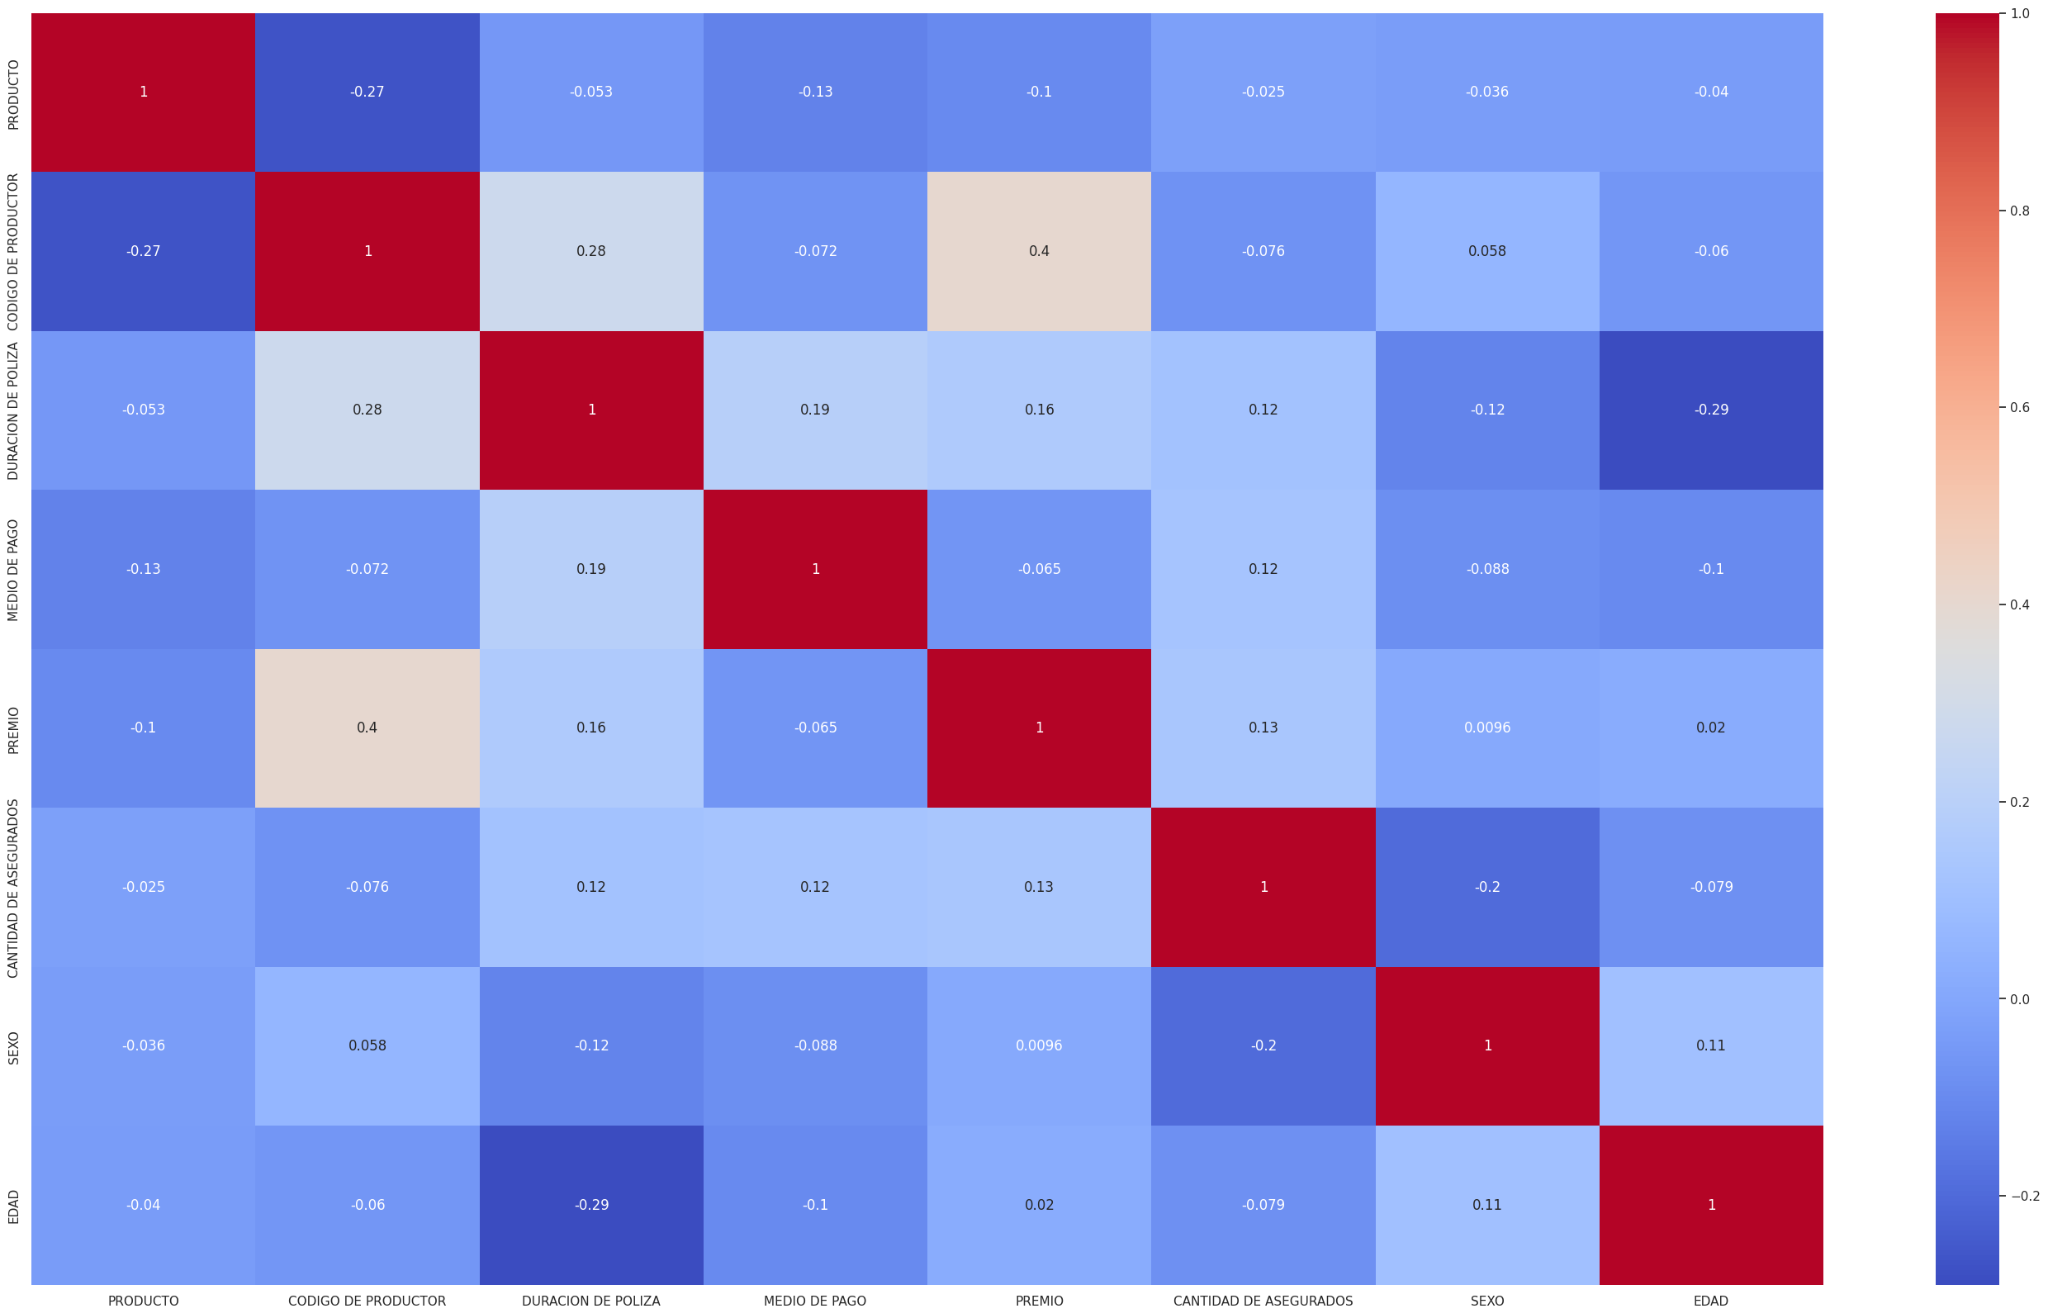 PRODUCTO 1 -0.27 -0.053 -0.13 -0.1 -0.025 -0.036 -0.04
CODIGO DE PRODUCTOR -0.27 1 0.28 -0.072 0.4 -0.076 0.058 -0.06
DURACION DE POLIZA -0.053 0.28 1 0.19 0.16 0.12 -0.12 -0.29
MEDIO DE PAGO -0.13 -0.072 0.19 1 -0.065 0.12 -0.088 -0.1
PREMIO -0.1 0.4 0.16 -0.065 1 0.13 0.0096 0.02
CANTIDAD DE ASEGURADOS -0.025 -0.076 0.12 0.12 0.13 1 -0.2 -0.079
SEXO -0.036 0.058 -0.12 -0.088 0.0096 -0.2 1 0.11
EDAD -0.04 -0.06 -0.29 -0.1 0.02 -0.079 0.11 1
PRODUCTO CODIGO DE PRODUCTOR DURACION DE POLIZA MEDIO DE PAGO PREMIO CANTIDAD DE ASEGURADOS SEXO EDAD
1.0
0.8
0.6
0.4
0.2
0.0
−0.2